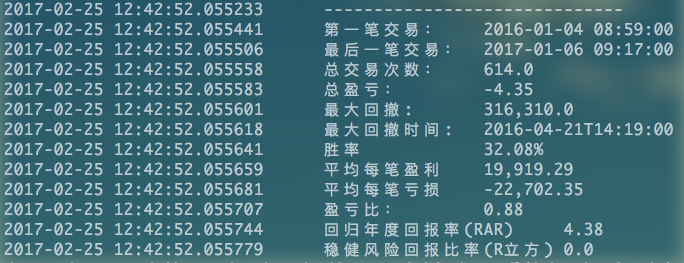 2017-02-25 12:42:52.055233 ------------------------------
2017-02-25 12:42:52.055441 第一笔交易： 2016-01-04 08:59:00
2017-02-25 12:42:52.055506 最后一笔交易： 2017-01-06 09:17:00
2017-02-25 12:42:52.055558 总交易次数： 614.0
2017-02-25 12:42:52.055583 总盈亏： -4.35
2017-02-25 12:42:52.055601 最大回撤: 316,310.0
2017-02-25 12:42:52.055618 最大回撤时间: 2016-04-21T14:19:00
2017-02-25 12:42:52.055641 胜率 32.08%
2017-02-25 12:42:52.055659 平均每笔盈利 19,919.29
2017-02-25 12:42:52.055681 平均每笔亏损 -22,702.35
2017-02-25 12:42:52.055707 盈亏比： 0.88
2017-02-25 12:42:52.055744 回归年度回报率(RAR) 4.38
2017-02-25 12:42:52.055779 稳健风险回报比率(R立方) 0.0